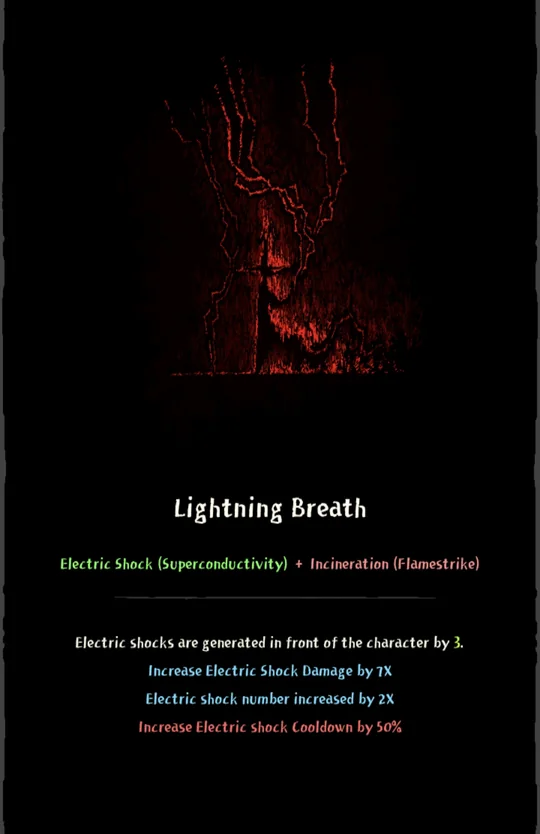 Lightning Breath
Electric Shock (Superconductivity) + Incineration (Flamestrike)
Electric shocks are generated in front of the character by 3.
Increase Electric Shock Damage by 7X
Electric shock number increased by 2X
Increase Electric shock Cooldown by 50%